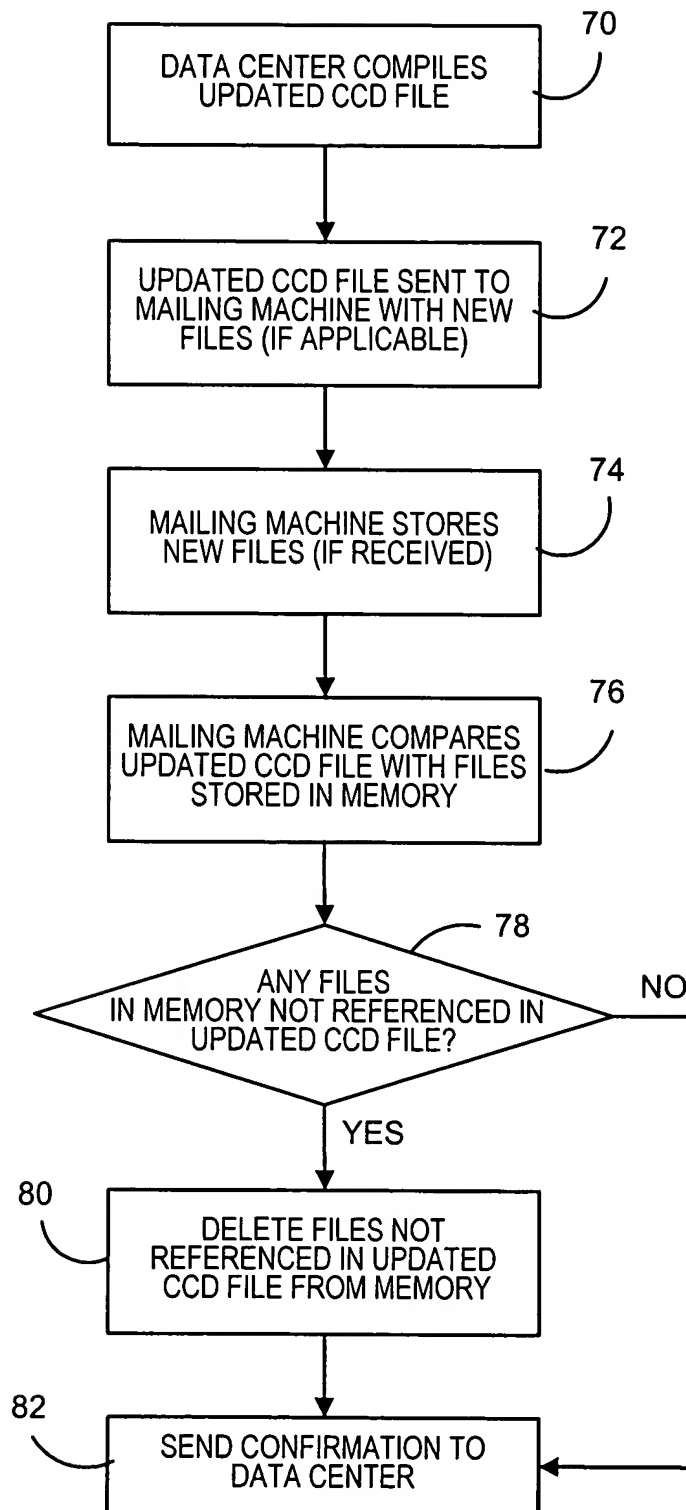 70
DATA CENTER COMPILES
UPDATED CCD FILE
72
UPDATED CCD FILE SENT TO
MAILING MACHINE WITH NEW
FILES (IF APPLICABLE)
74
MAILING MACHINE STORES
NEW FILES (IF RECEIVED)
76
MAILING MACHINE COMPARES
UPDATED CCD FILE WITH FILES
STORED IN MEMORY
78
ANY FILES
IN MEMORY NOT REFERENCED IN
UPDATED CCD FILE?
NO
YES
80
DELETE FILES NOT
REFERENCED IN UPDATED
CCD FILE FROM MEMORY
82
SEND CONFIRMATION TO
DATA CENTER